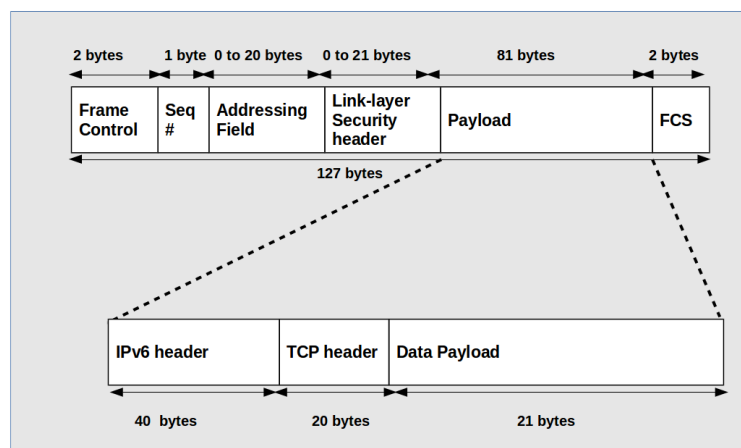 2 bytes 1 byte 0 to 20 bytes 0 to 21 bytes 81 bytes 2 bytes
Frame
Control
Seq
#
Addressing
Field
Link-layer
Security
header
Payload
FCS
127 bytes
IPv6 header TCP header Data Payload
40 bytes 20 bytes 21 bytes